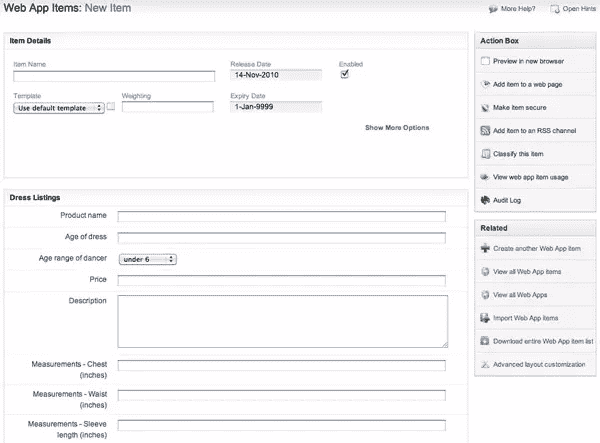 Web App Items: New Item
More Help?
Open Hints
Item Details
Item Name
Release Date
Enabled
14-Nov-2010
Template
Weighting
Expiry Date
Use default template
1-Jan-9999
Show More Options
Dress Listings
Product name
Age of dress
Age range of dancer
under 6
Price
Description
Measurements - Chest
(inches)
Measurements - Waist
(inches)
Measurements - Sleeve
length (inches)
Action Box
Preview in new browser
Add item to a web page
Make item secure
Add item to an RSS channel
Classify this item
View web app item usage
Audit Log
Related
Create another Web App item
View all Web App items
View all Web Apps
Import Web App items
Download entire Web App item list
Advanced layout customization